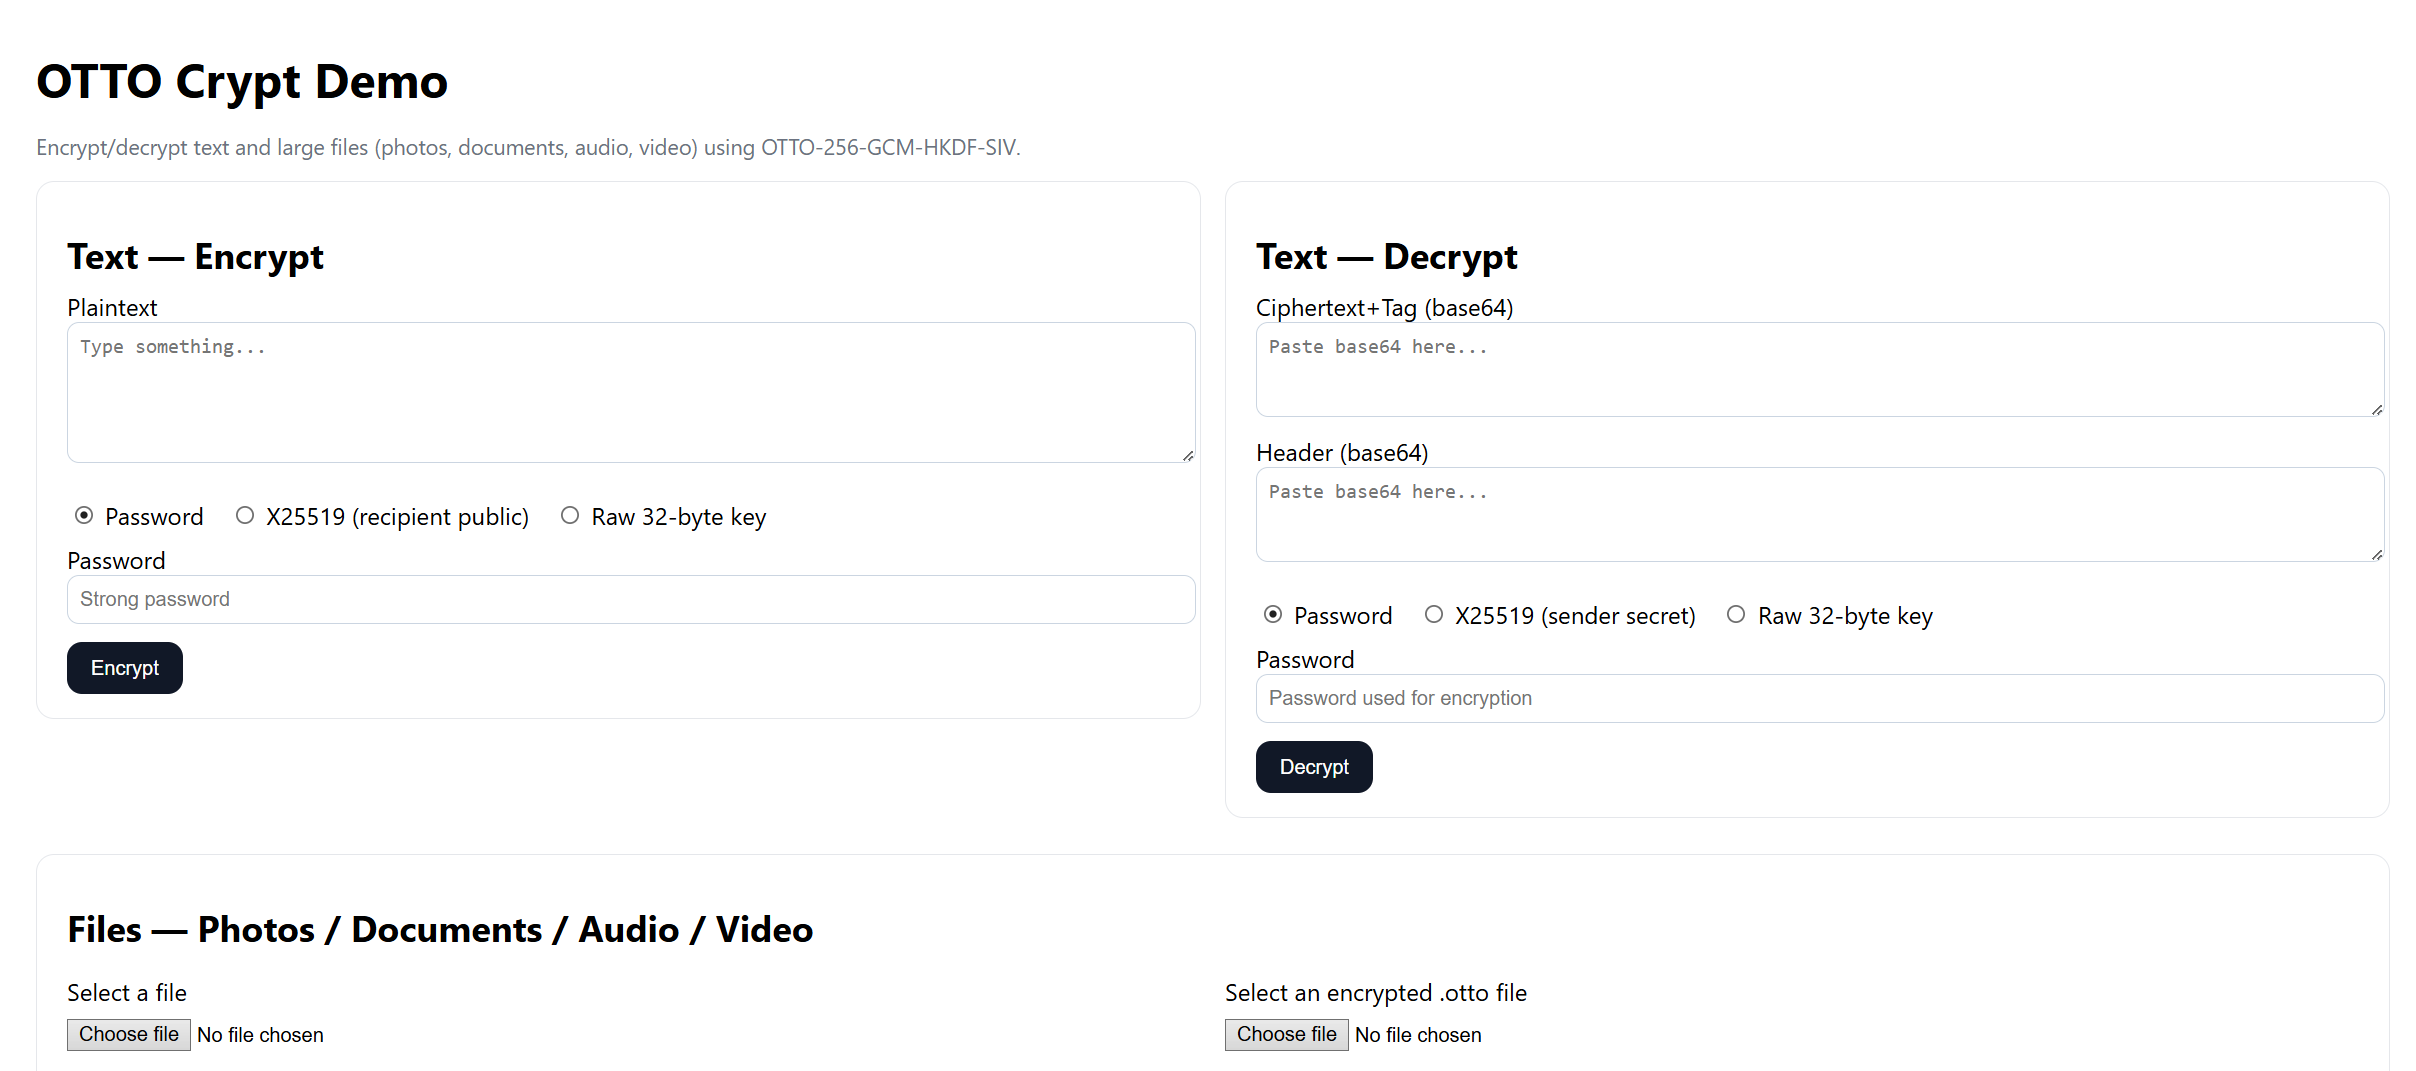 OTTO Crypt Demo
Encrypt/decrypt text and large files (photos, documents, audio, video) using OTTO-256-GCM-HKDF-SIV.
Text — Encrypt
Plaintext
Type something...
Password
X25519 (recipient public)
Raw 32-byte key
Password
Strong password
Encrypt
Text — Decrypt
Ciphertext+Tag (base64)
Paste base64 here...
Header (base64)
Paste base64 here...
Password
X25519 (sender secret)
Raw 32-byte key
Password
Password used for encryption
Decrypt
Files — Photos / Documents / Audio / Video
Select a file
Choose file No file chosen
Select an encrypted .otto file
Choose file No file chosen